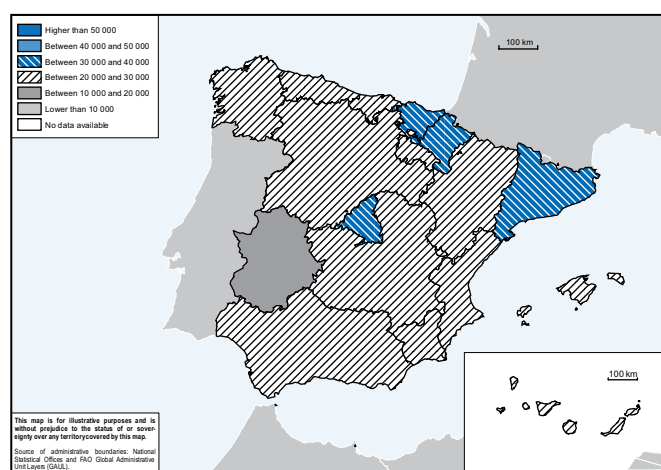 Higher than 50 000
Between 40 000 and 50 000
Between 30 000 and 40 000
Between 20 000 and 30 000
Between 10 000 and 20 000
Lower than 10 000
No data available
100 km
100 km
This map is for illustrative purposes and is
without prejudice to the status of or sover-
eignty over any territorycovered by this map.
Source of administrative boundaries: National
Statistical Offices and FAO Global Administrative
Unit Layers (GAUL).